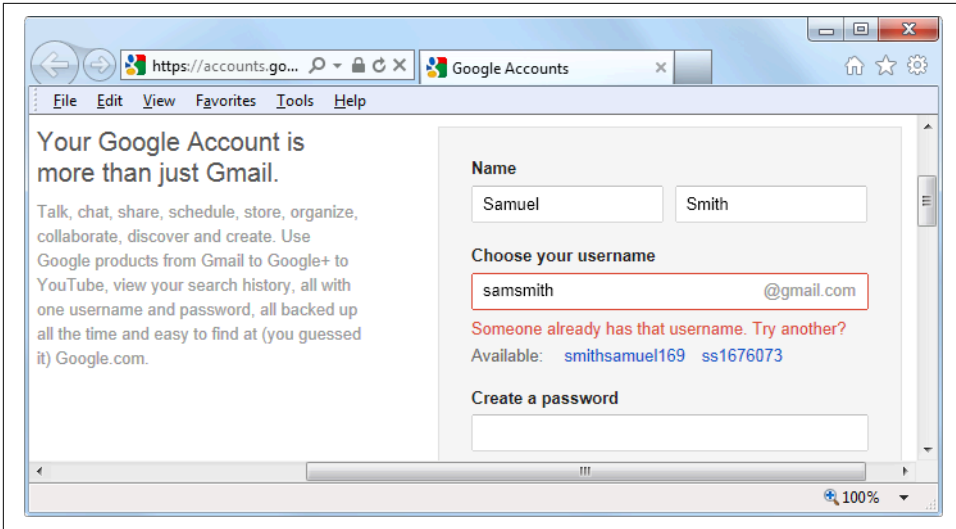 https://accounts.go...
Google Accounts
File Edit View Favorites Tools Help
Your Google Account is
more than just Gmail.
Talk, chat, share, schedule, store, organize,
collaborate, discover and create. Use
Google products from Gmail to Google+ to
YouTube, view your search history, all with
one username and password, all backed up
all the time and easy to find at (you guessed
it) Google.com.
Name
Samuel Smith
Choose your username
samsmith @gmail.com
Someone already has that username. Try another?
Available: smithsamuel169 ss1676073
Create a password
100%